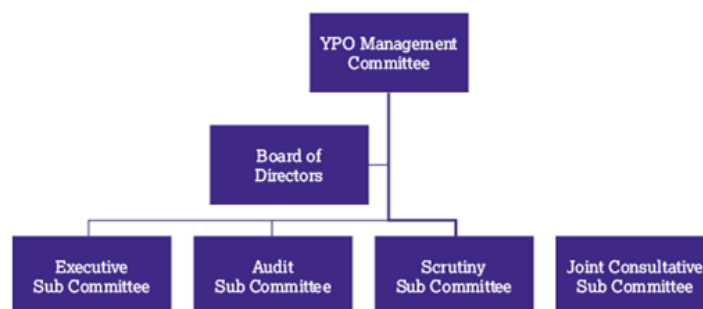 YPO Management
Committee
Board of
Directors
Executive
Sub Committee
Audit
Sub Committee
Scrutiny
Sub Committee
Joint Consultative
Sub Committee